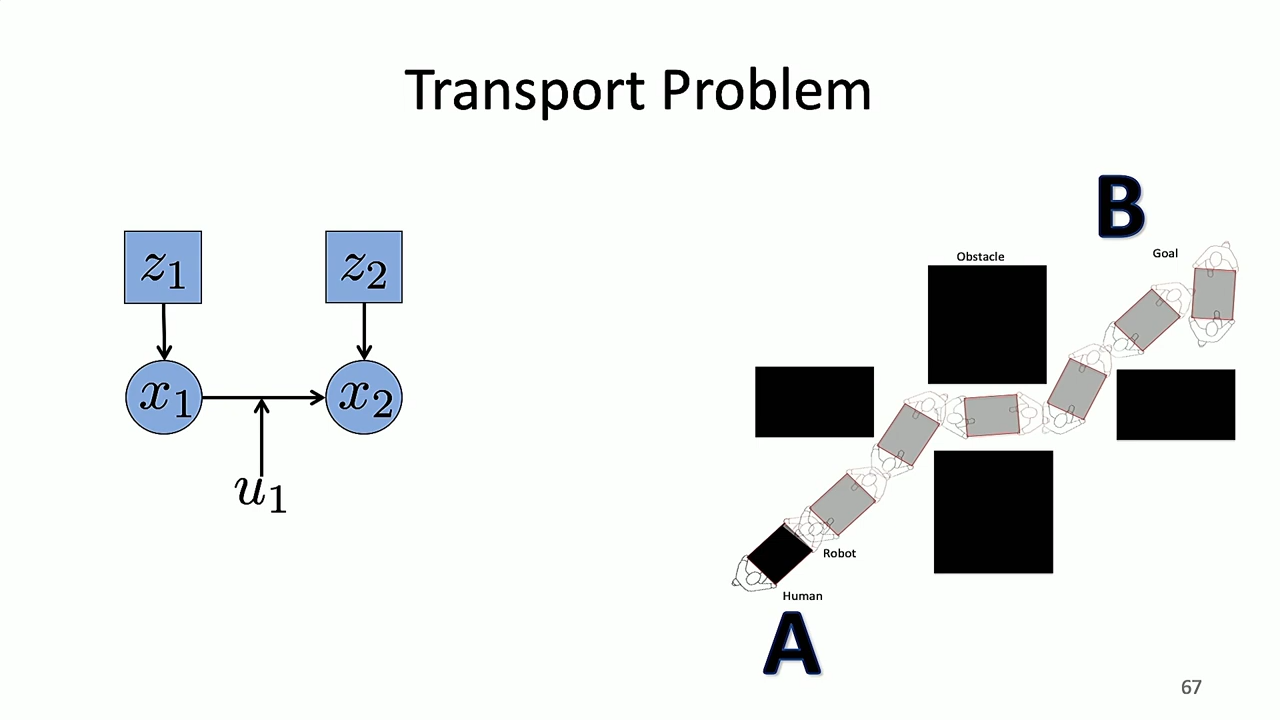 Transport Problem
B
Obstacle
Goal
z₁
z₂
x₁
x₂
u₁
Robot
Human
A
67